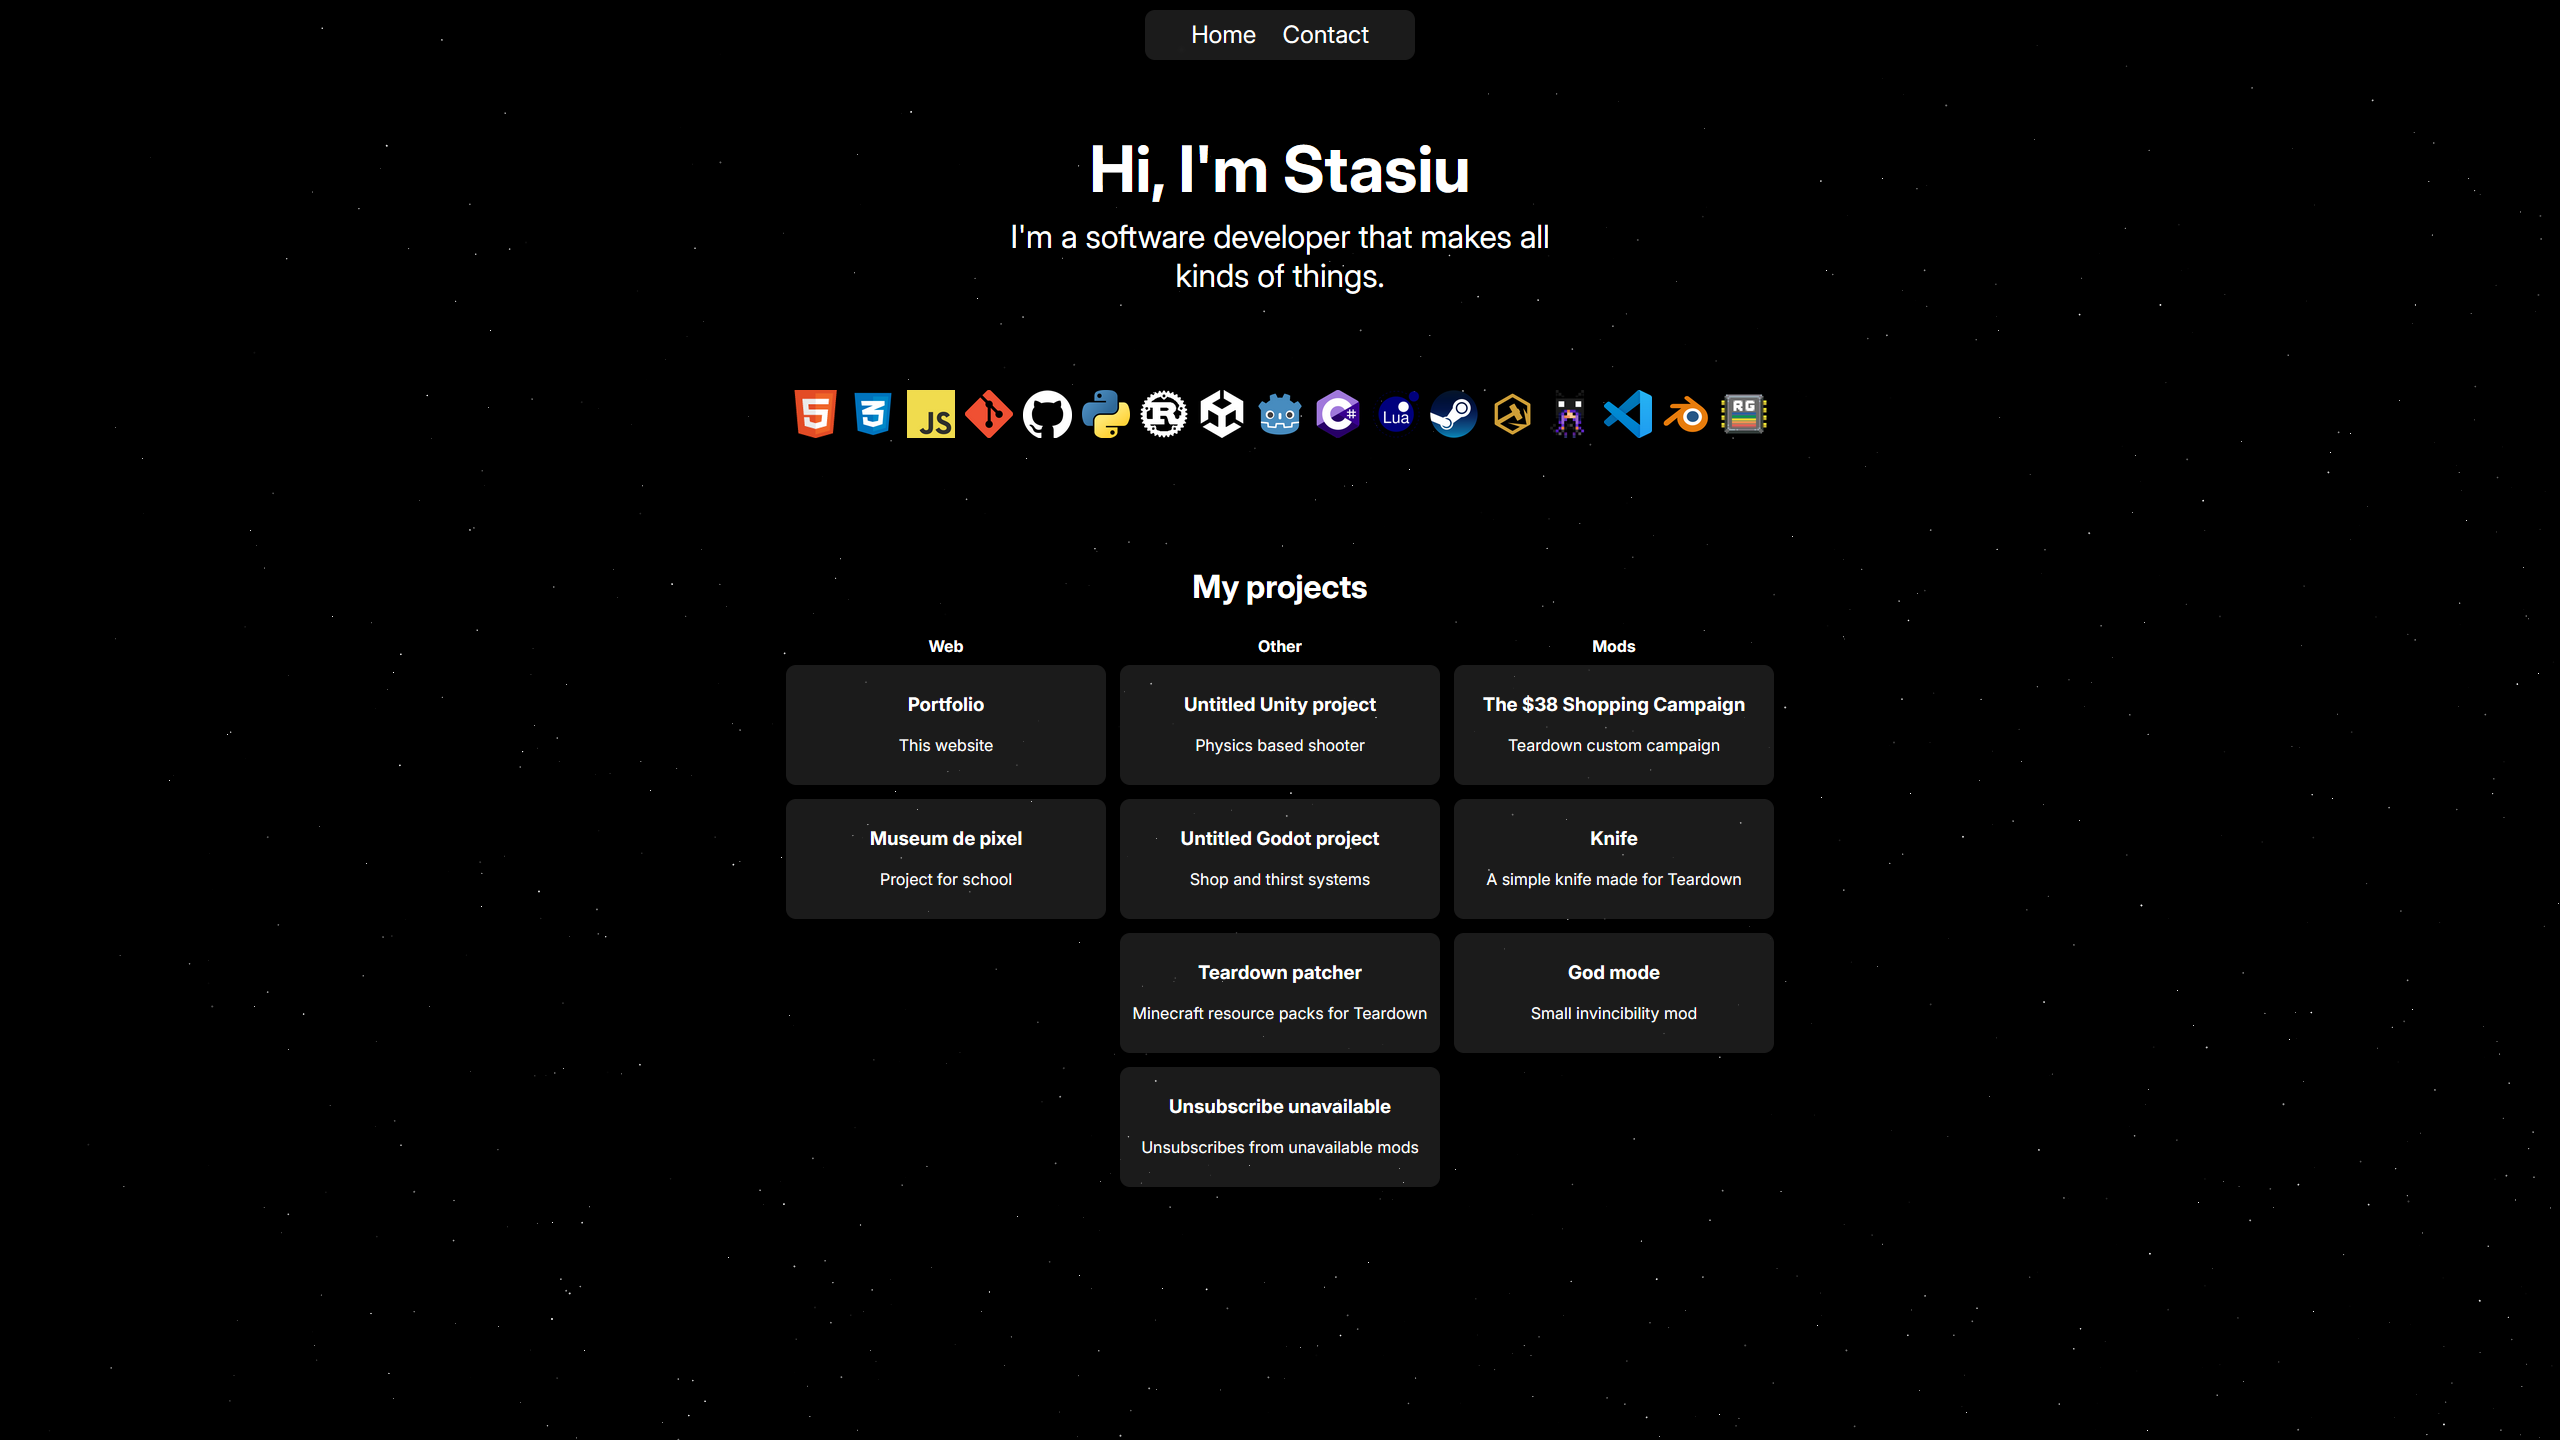 Home Contact
Hi, I'm Stasiu
I'm a software developer that makes all
kinds of things.
JS
R
C#
Lua
RG
My projects
Web
Portfolio
This website
Museum de pixel
Project for school
Other
Untitled Unity project
Physics based shooter
Untitled Godot project
Shop and thirst systems
Teardown patcher
Minecraft resource packs for Teardown
Unsubscribe unavailable
Unsubscribes from unavailable mods
Mods
The $38 Shopping Campaign
Teardown custom campaign
Knife
A simple knife made for Teardown
God mode
Small invincibility mod